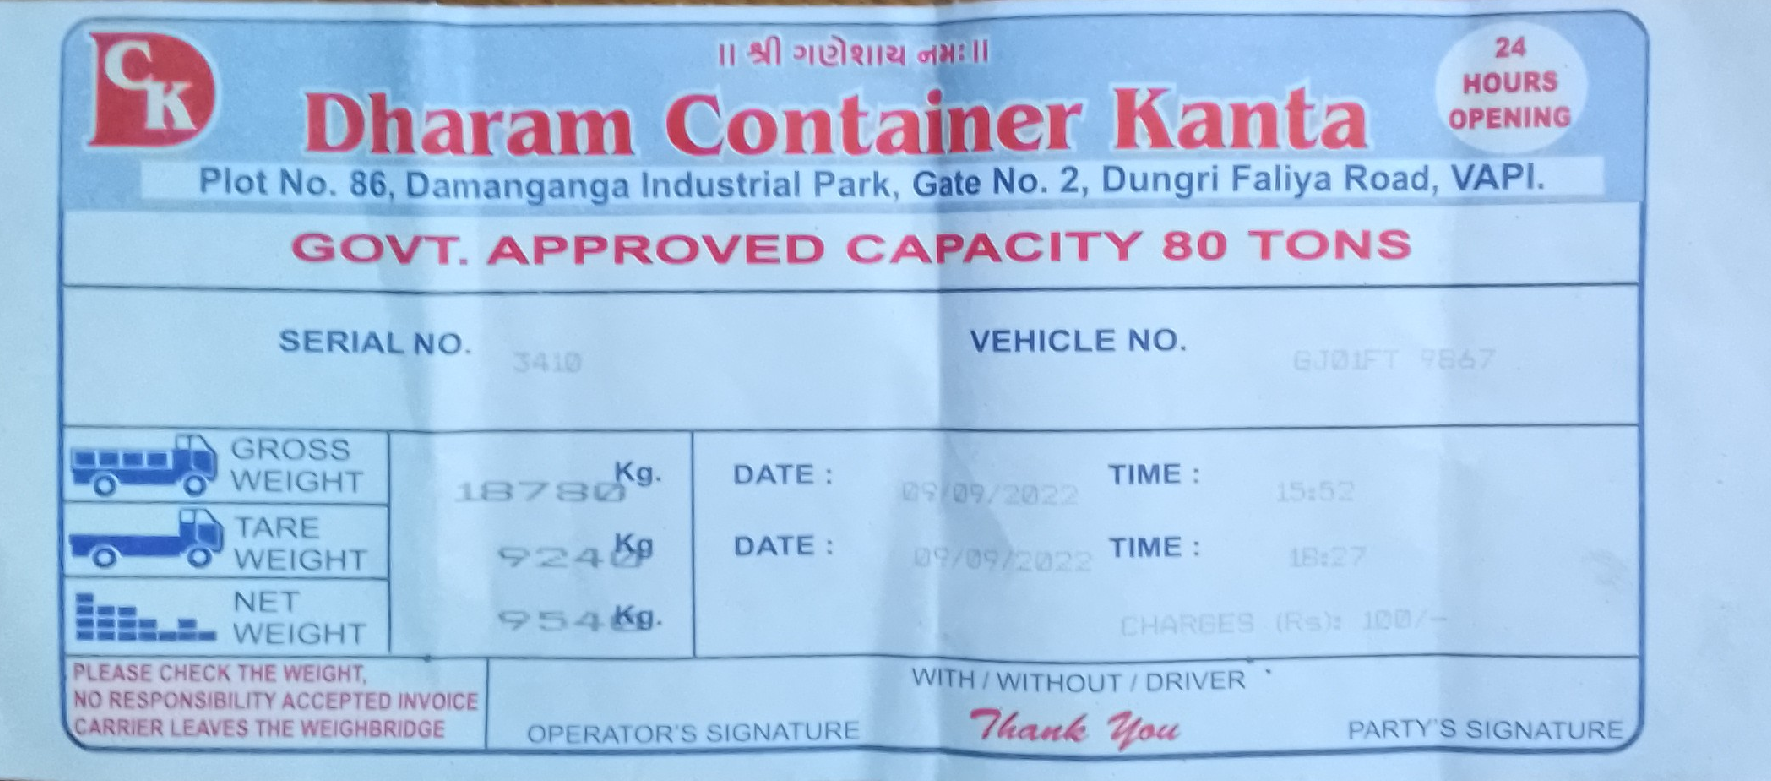 CK
॥ શ્રી ગણેશાય નમઃ॥
24
HOURS
OPENING
Dharam Container Kanta
Plot No. 86, Damanganga Industrial Park, Gate No. 2, Dungri Faliya Road, VAPI.
GOVT. APPROVED CAPACITY 80 TONS
SERIAL NO. 3410 VEHICLE NO. GJ01FT 9867
GROSS WEIGHT 18780 Kg. DATE : 09/09/2022 TIME : 15:52
TARE WEIGHT 9240 Kg DATE : 09/09/2022 TIME : 18:27
NET WEIGHT 9540 Kg. CHARGES (Rs): 100/-
PLEASE CHECK THE WEIGHT,
NO RESPONSIBILITY ACCEPTED INVOICE
CARRIER LEAVES THE WEIGHBRIDGE
WITH / WITHOUT / DRIVER
OPERATOR'S SIGNATURE Thank You PARTY'S SIGNATURE